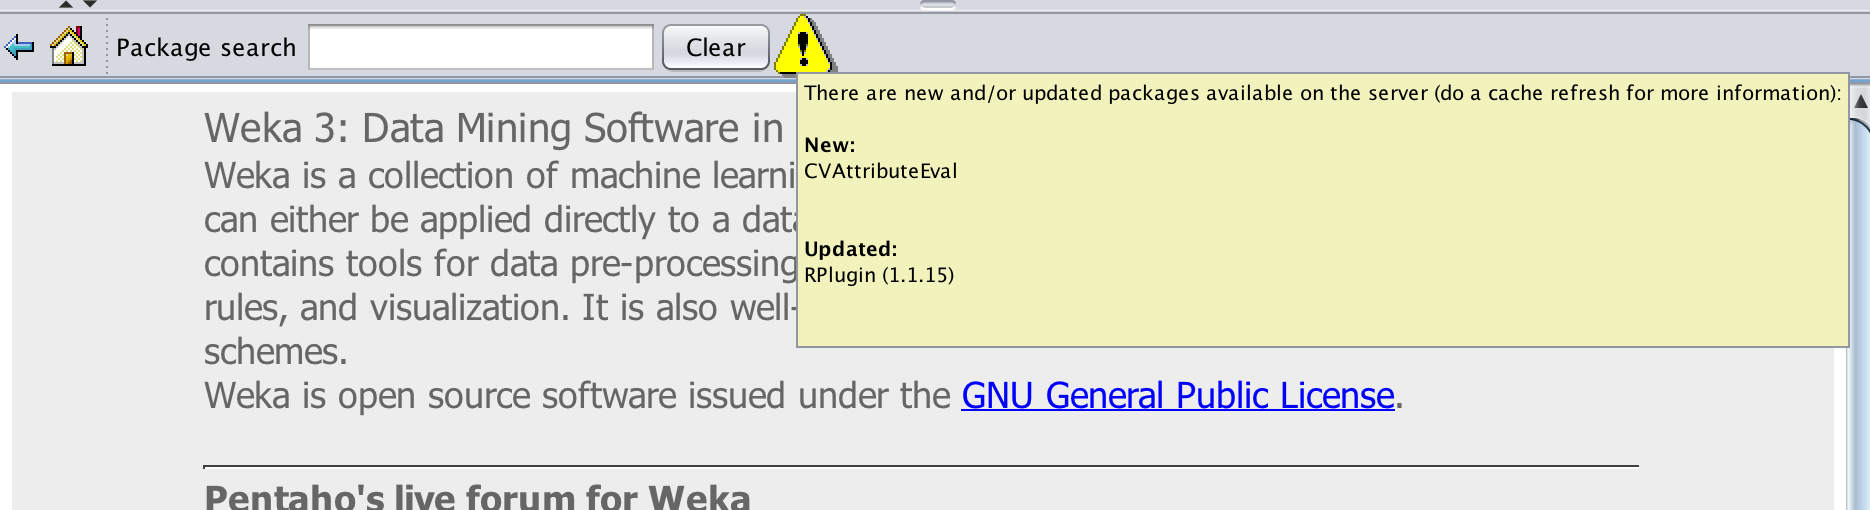 Package search Clear
There are new and/or updated packages available on the server (do a cache refresh for more information):
New:
CVAttributeEval
Updated:
RPlugin (1.1.15)
Weka 3: Data Mining Software in
Weka is a collection of machine
can either be applied directly to a
contains tools for data pre-processing
rules, and visualization. It is also well-
schemes.
Weka is open source software issued under the GNU General Public License.
Pentaho's live forum for Weka